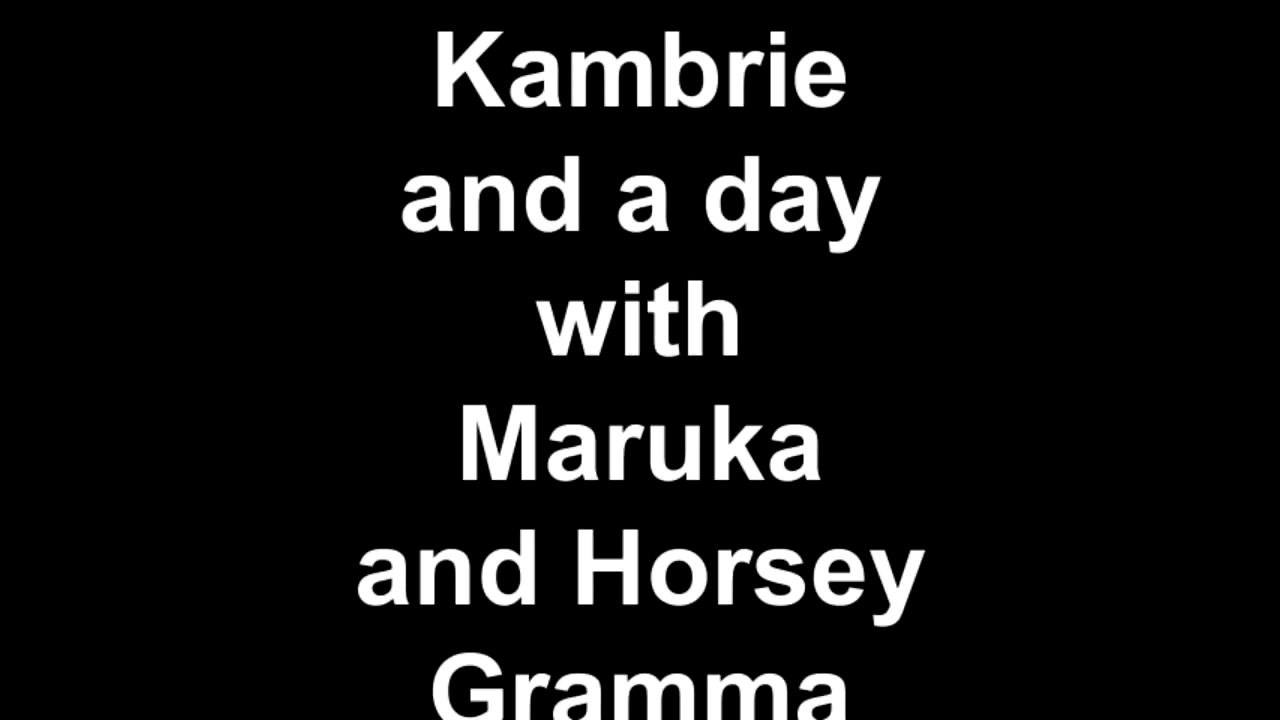 Kambrie
and a day
with
Maruka
and Horsey
Gramma